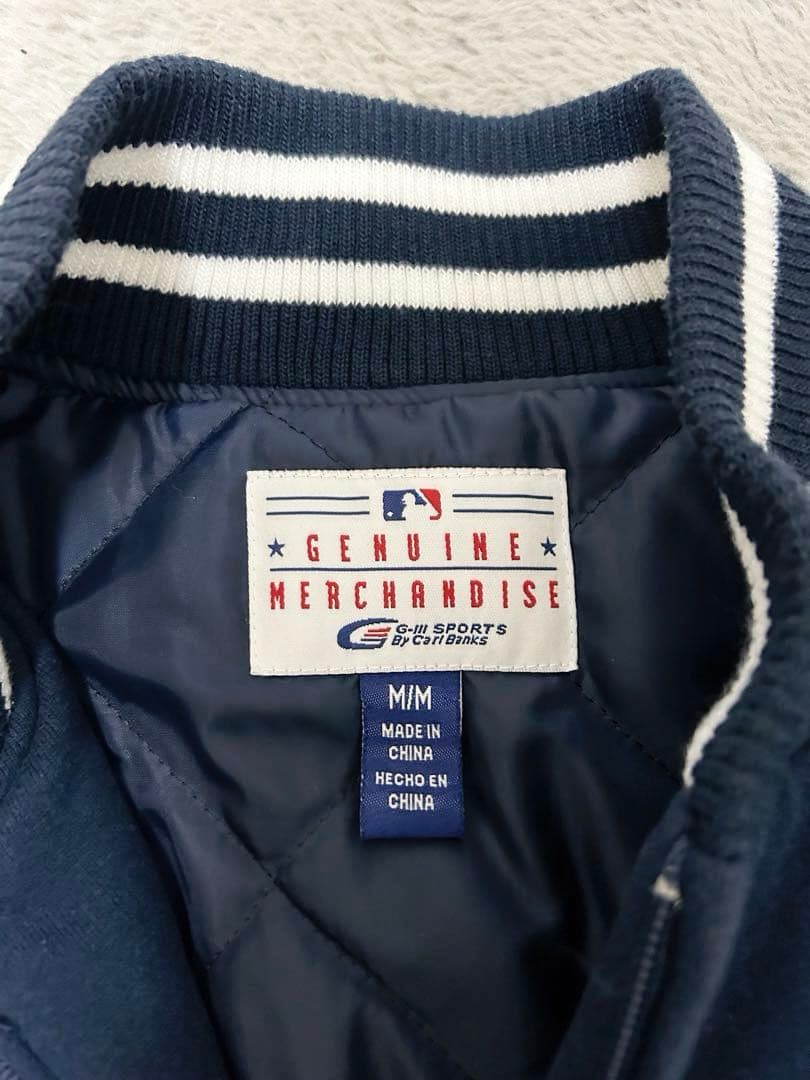 GENUINE
MERCHANDISE
G-III SPORTS
By Carl Banks
M/M
MADE IN
CHINA
HECHO EN
CHINA